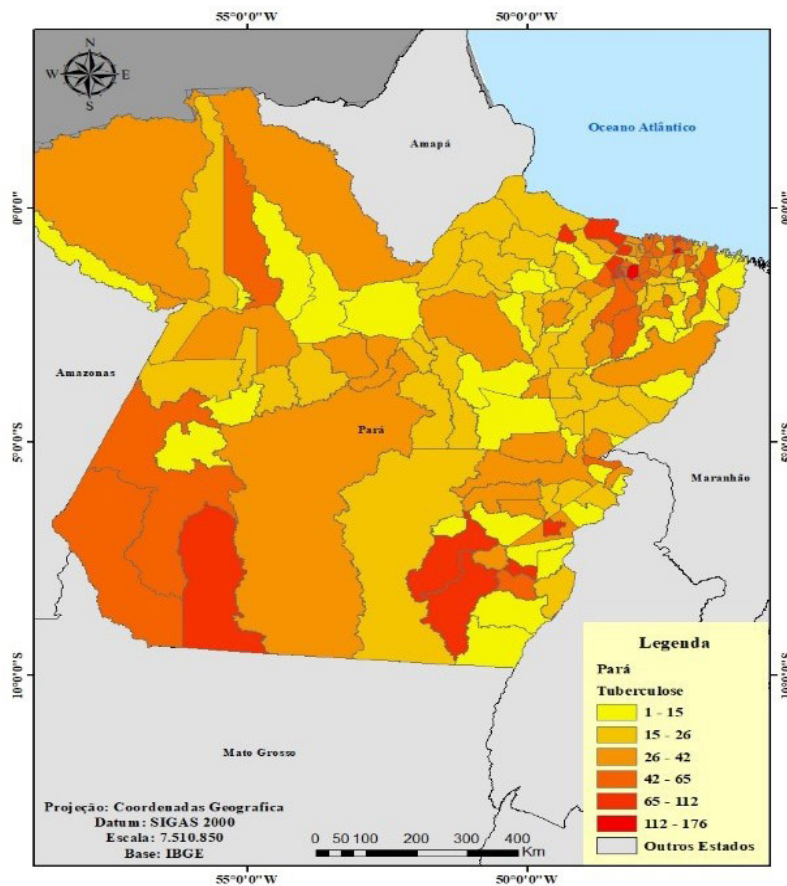 55°0'0"W 50°0'0"W
N
W E
S
Oceano Atlântico
Amapá
0°0'0" 0°0'0"
Amazonas
Pará
5°0'0"S 5°0'0"S
Maranhão
Legenda
Pará
Tuberculose
1 - 15
15 - 26
26 - 42
42 - 65
65 - 112
112 - 176
Outros Estados
10°0'0"S 10°0'0"S
Mato Grosso
Projeção: Coordenadas Geografica
Datum: SIGAS 2000
Escala: 7.510.850
Base: IBGE
0 50 100 200 300 400
Km
55°0'0"W 50°0'0"W